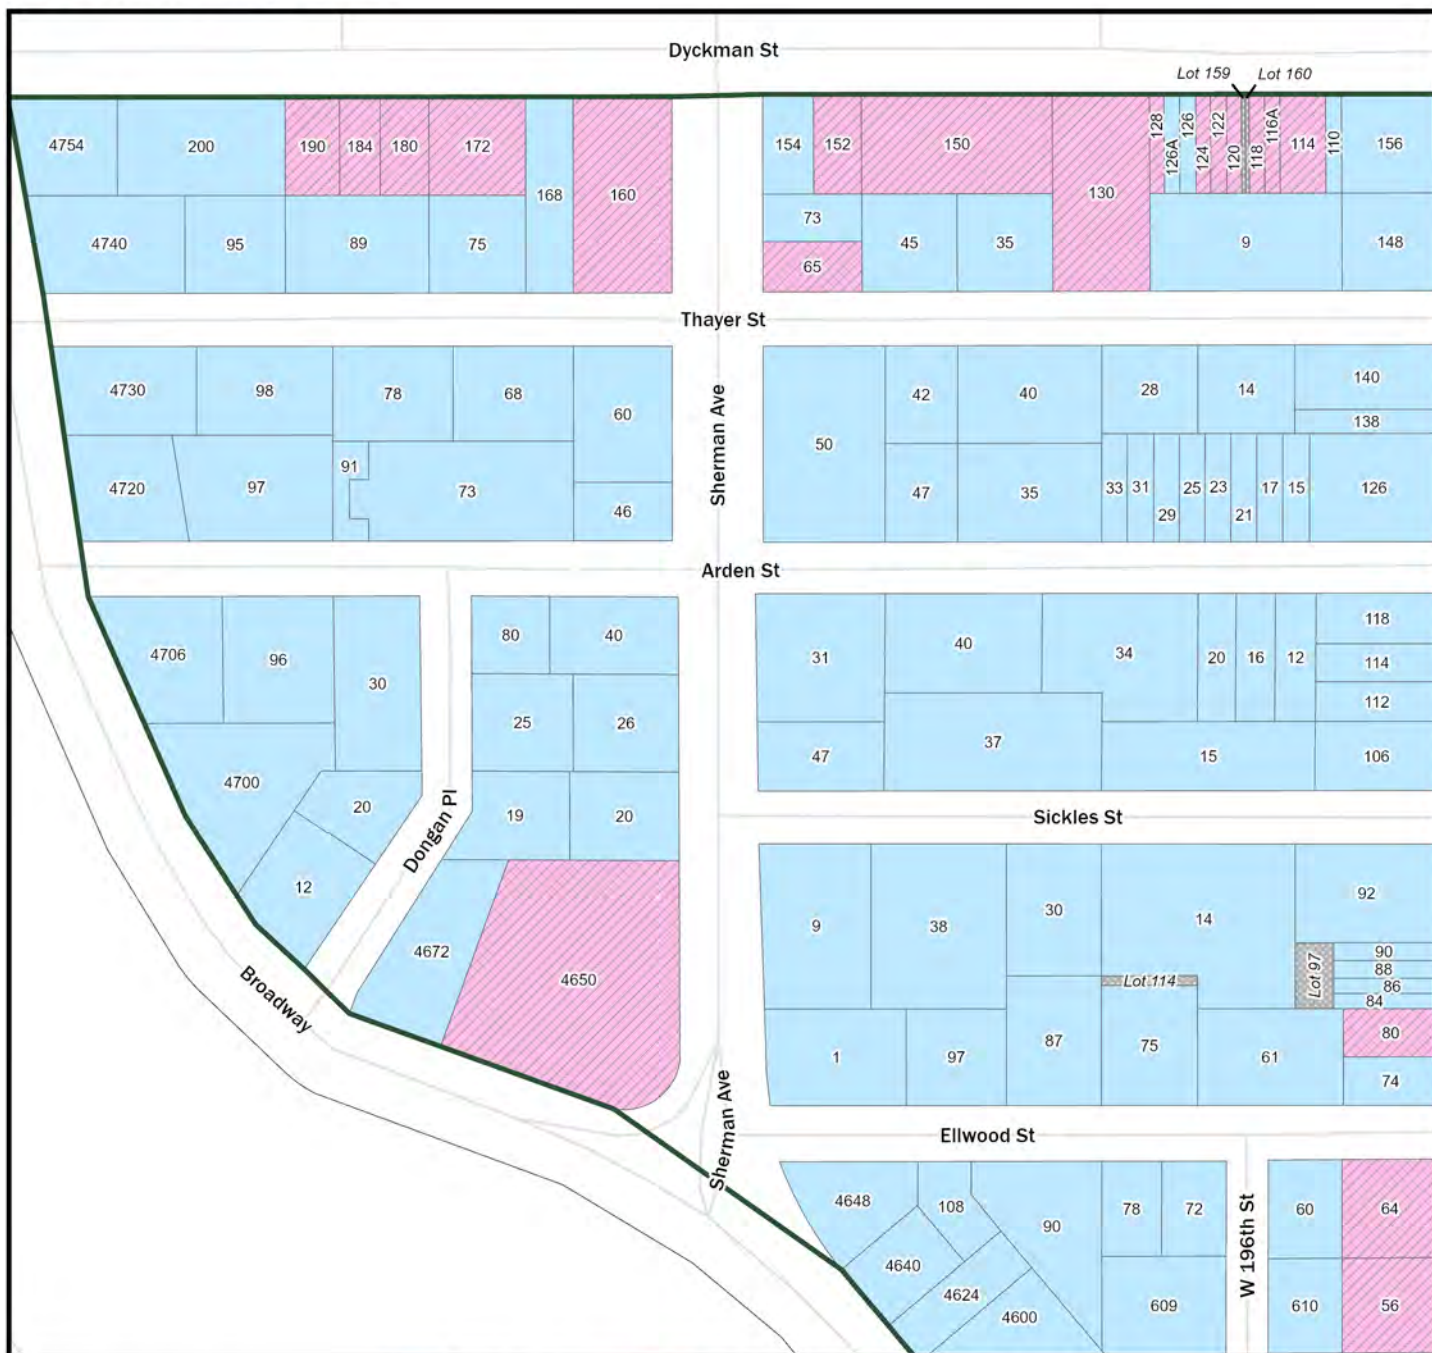 Dyckman St
Lot 159 Lot 160
4754 200 190 184 180 172 168 160 154 152 150 130 128 126A 126 124 122 120 118 116A 114 110 156
4740 95 89 75 73 65 45 35 9 148
Thayer St
4730 98 78 68 60 50 42 40 28 14 140
138
4720 97 91 73 46 47 35 33 31 29 25 23 21 17 15 126
Sherman Ave
Arden St
4706 96 30 80 40 31 40 34 20 16 12 118
114
25 26 112
4700 20 47 37 15 106
19 20
Dongan Pl
Sickles St
12 9 38 30 14 92
4672 4650 Lot 114 Lot 97 90
88
86
84
Broadway
1 97 87 75 61 80
74
Sherman Ave
Ellwood St
4648 108 90 78 72 60 64
W 196th St
4640 4624 4600 609 610 56